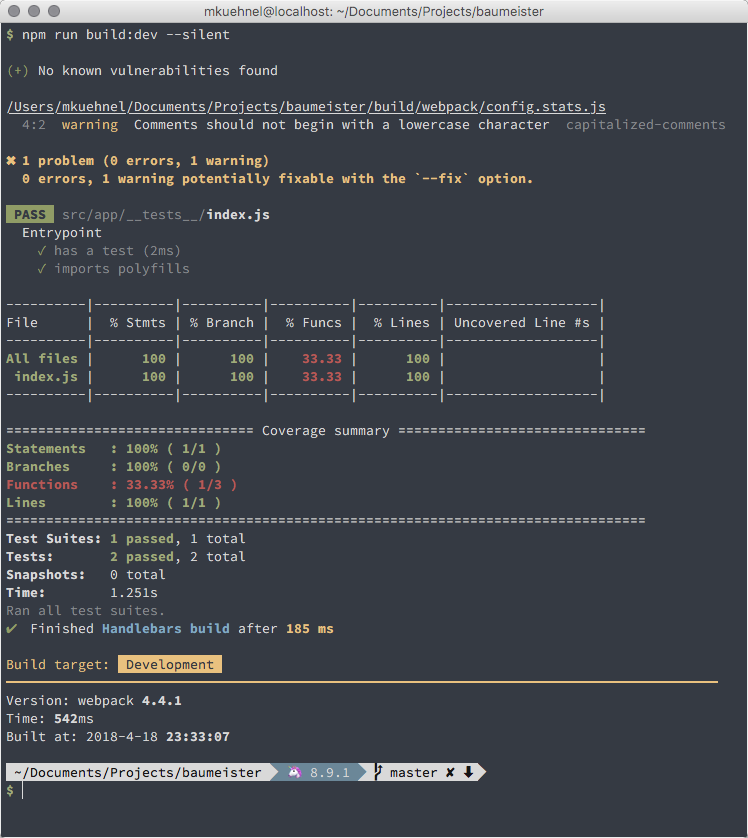 mkuehnel@localhost: ~/Documents/Projects/baumeister
$ npm run build:dev --silent
(+) No known vulnerabilities found
/Users/mkuehnel/Documents/Projects/baumeister/build/webpack/config.stats.js
  4:2  warning  Comments should not begin with a lowercase character  capitalized-comments
✖ 1 problem (0 errors, 1 warning)
  0 errors, 1 warning potentially fixable with the `--fix` option.
PASS src/app/__tests__/index.js
  Entrypoint
    ✓ has a test (2ms)
    ✓ imports polyfills
----------|----------|----------|----------|----------|-------------------|
File      |  % Stmts | % Branch |  % Funcs |  % Lines | Uncovered Line #s |
----------|----------|----------|----------|----------|-------------------|
All files |      100 |      100 |    33.33 |      100 |                   |
 index.js |      100 |      100 |    33.33 |      100 |                   |
----------|----------|----------|----------|----------|-------------------|
=============================== Coverage summary ===============================
Statements   : 100% ( 1/1 )
Branches     : 100% ( 0/0 )
Functions    : 33.33% ( 1/3 )
Lines        : 100% ( 1/1 )
================================================================================
Test Suites: 1 passed, 1 total
Tests:       2 passed, 2 total
Snapshots:   0 total
Time:        1.251s
Ran all test suites.
✔  Finished Handlebars build after 185 ms
Build target:  Development
Version: webpack 4.4.1
Time: 542ms
Built at: 2018-4-18 23:33:07
~/Documents/Projects/baumeister 🦄 8.9.1 master ✘ ⬇
$